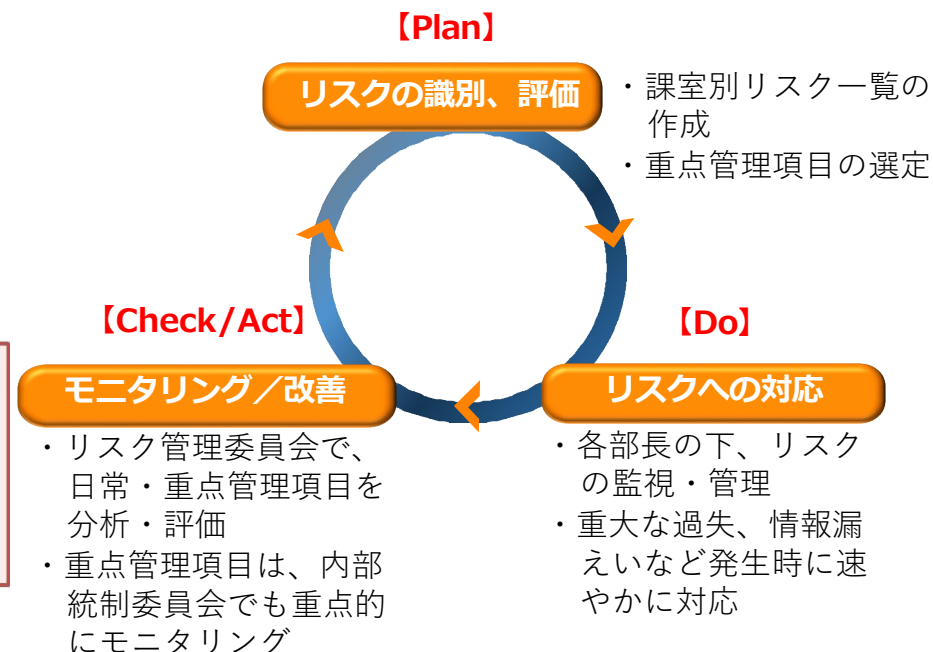 【Plan】
リスクの識別、評価
・課室別リスク一覧の
作成
・重点管理項目の選定
【Check/Act】
モニタリング／改善
・リスク管理委員会で、
日常・重点管理項目を
分析・評価
・重点管理項目は、内部
統制委員会でも重点的
にモニタリング
【Do】
リスクへの対応
・各部長の下、リスク
の監視・管理
・重大な過失、情報漏
えいなど発生時に速
やかに対応